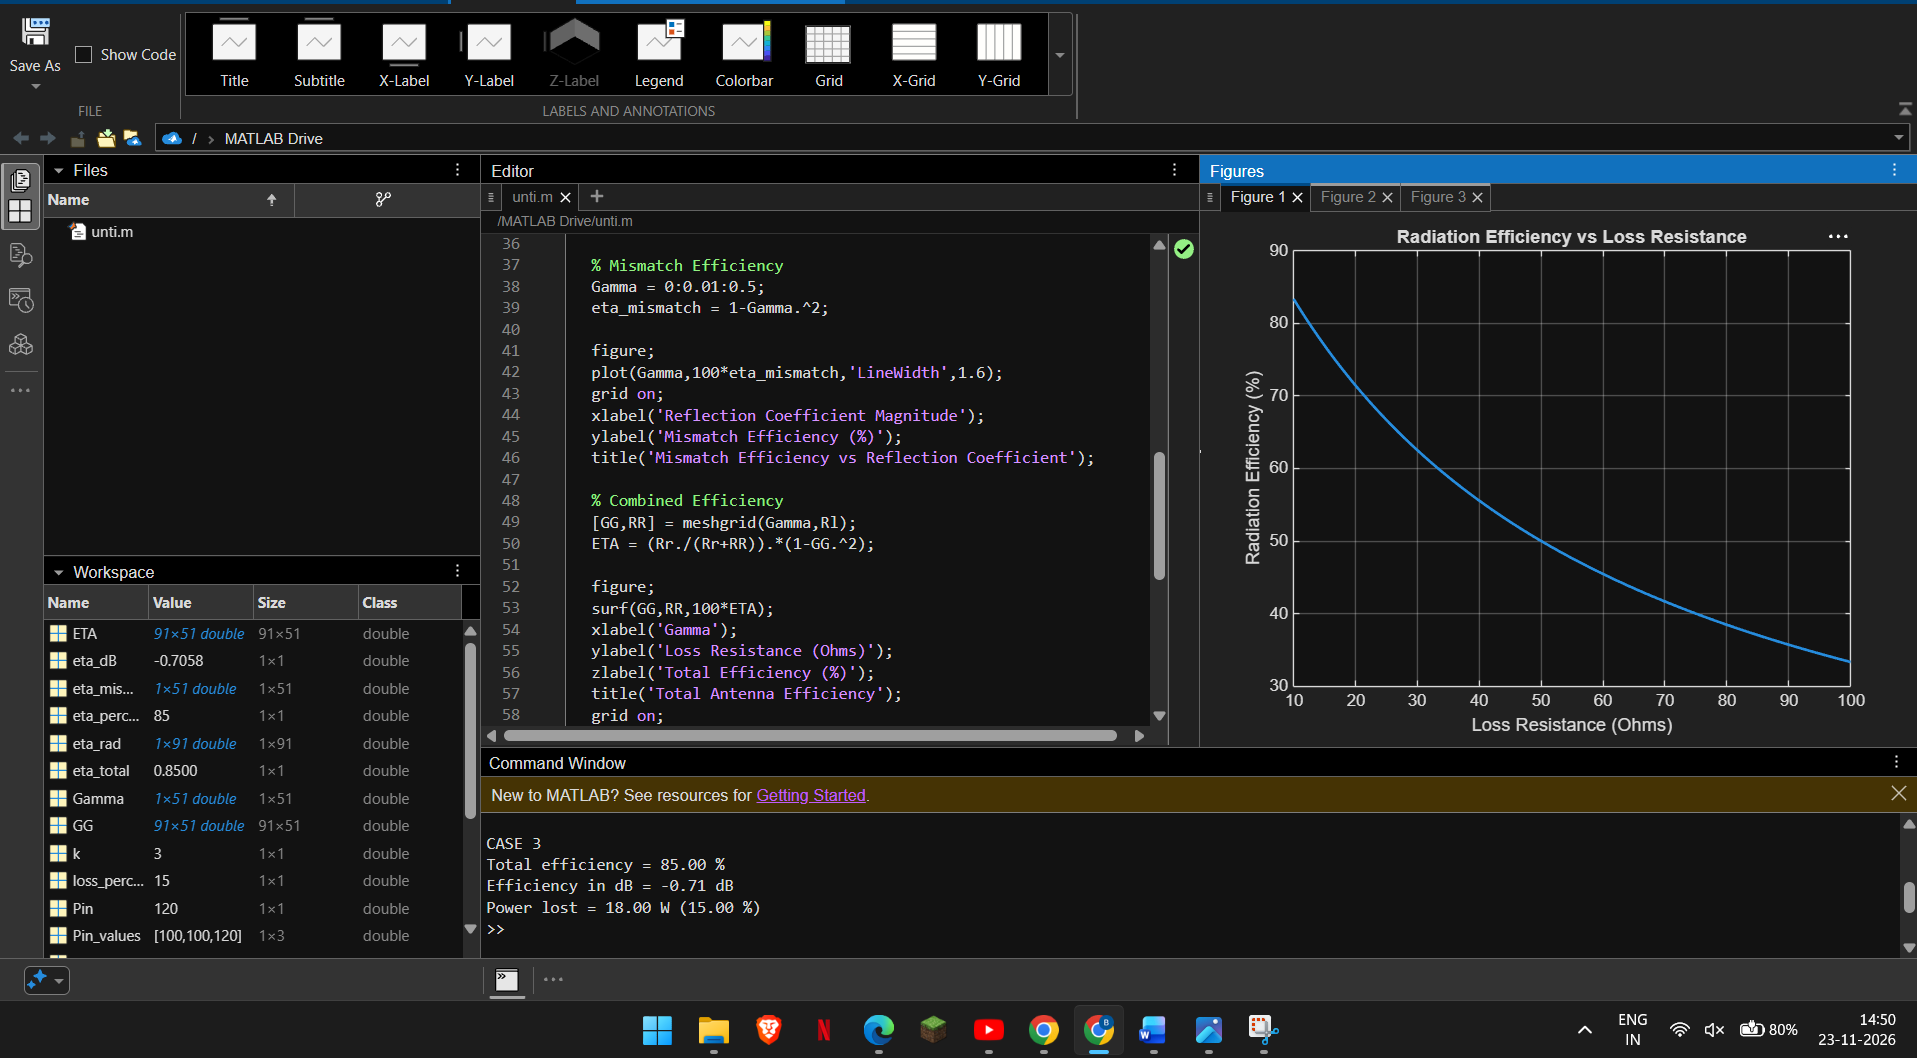 Save As
Show Code
FILE
Title
Subtitle
X-Label
Y-Label
Z-Label
Legend
Colorbar
Grid
X-Grid
Y-Grid
LABELS AND ANNOTATIONS
/ › MATLAB Drive
Files
Name
unti.m
Workspace
Name Value Size Class
ETA 91×51 double 91×51 double
eta_dB -0.7058 1×1 double
eta_mis... 1×51 double 1×51 double
eta_perc... 85 1×1 double
eta_rad 1×91 double 1×91 double
eta_total 0.8500 1×1 double
Gamma 1×51 double 1×51 double
GG 91×51 double 91×51 double
k 3 1×1 double
loss_perc... 15 1×1 double
Pin 120 1×1 double
Pin_values [100,100,120] 1×3 double
Editor
unti.m
/MATLAB Drive/unti.m
36
37 % Mismatch Efficiency
38 Gamma = 0:0.01:0.5;
39 eta_mismatch = 1-Gamma.^2;
40
41 figure;
42 plot(Gamma,100*eta_mismatch,'LineWidth',1.6);
43 grid on;
44 xlabel('Reflection Coefficient Magnitude');
45 ylabel('Mismatch Efficiency (%)');
46 title('Mismatch Efficiency vs Reflection Coefficient');
47
48 % Combined Efficiency
49 [GG,RR] = meshgrid(Gamma,Rl);
50 ETA = (Rr./(Rr+RR)).*(1-GG.^2);
51
52 figure;
53 surf(GG,RR,100*ETA);
54 xlabel('Gamma');
55 ylabel('Loss Resistance (Ohms)');
56 zlabel('Total Efficiency (%)');
57 title('Total Antenna Efficiency');
58 grid on;
Figures
Figure 1 Figure 2 Figure 3
Radiation Efficiency vs Loss Resistance
Radiation Efficiency (%)
90
80
70
60
50
40
30
10 20 30 40 50 60 70 80 90 100
Loss Resistance (Ohms)
Command Window
New to MATLAB? See resources for Getting Started.
CASE 3
Total efficiency = 85.00 %
Efficiency in dB = -0.71 dB
Power lost = 18.00 W (15.00 %)
>>
ENG
IN
80%
14:50
23-11-2026